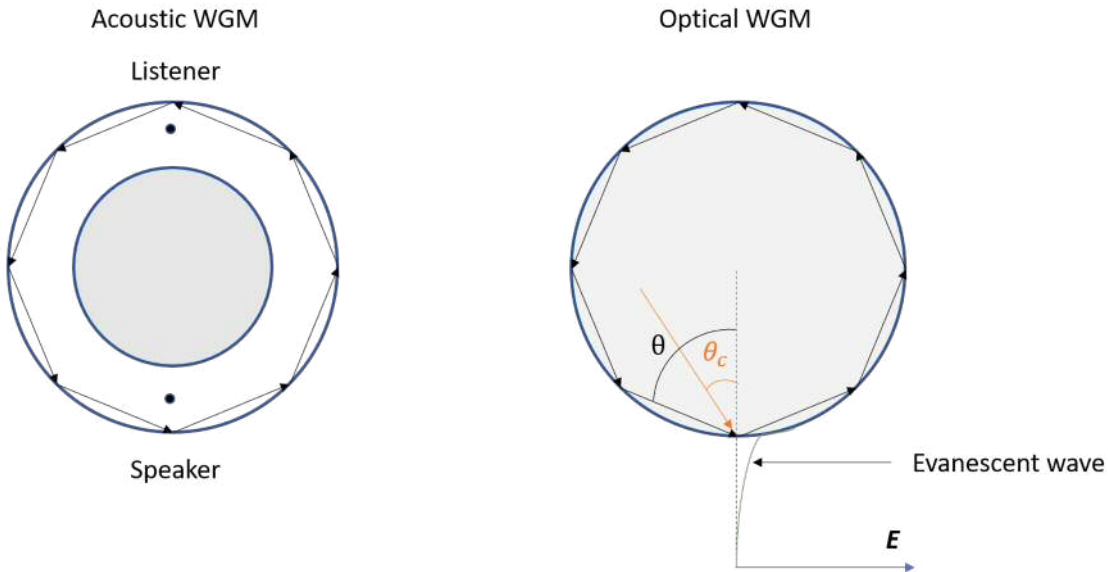 Acoustic WGM
Optical WGM
Listener
θ
θc
Speaker
Evanescent wave
E